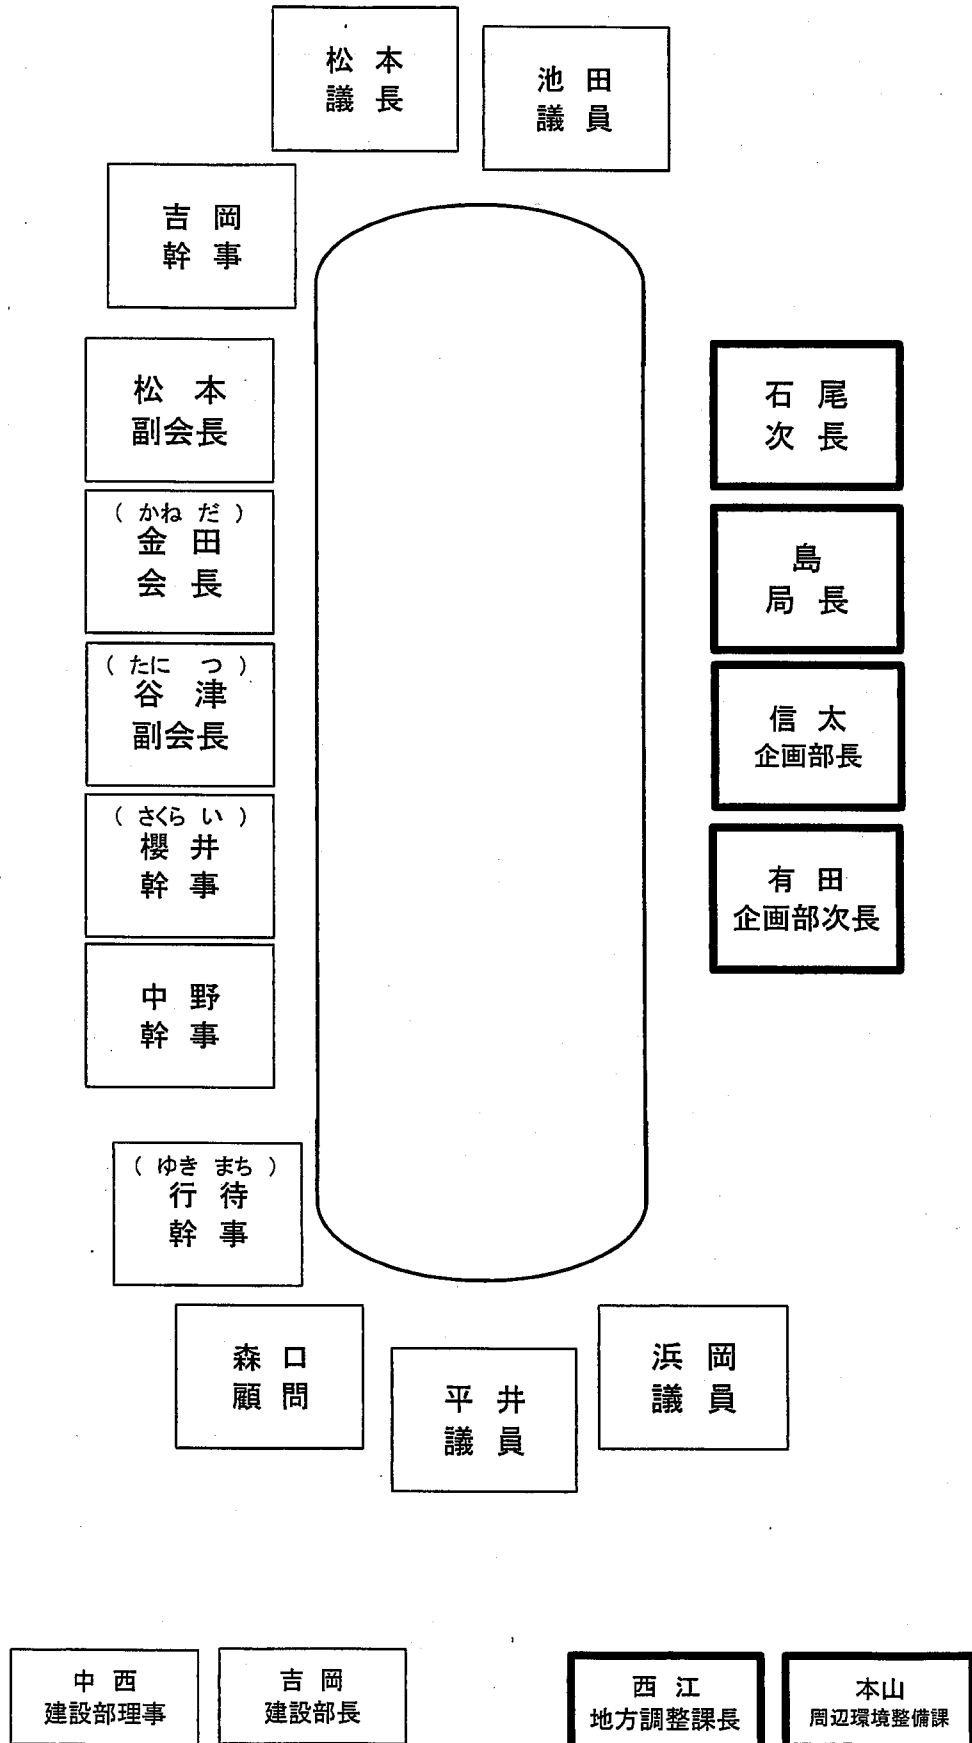 松本
議長
池田
議員
吉岡
幹事
松本
副会長
(かねだ)
金田
会長
(たにつ)
谷津
副会長
(さくらい)
櫻井
幹事
中野
幹事
(ゆきまち)
行待
幹事
石尾
次長
島
局長
信太
企画部長
有田
企画部次長
森口
顧問
平井
議員
浜岡
議員
中西
建設部理事
吉岡
建設部長
西江
地方調整課長
本山
周辺環境整備課